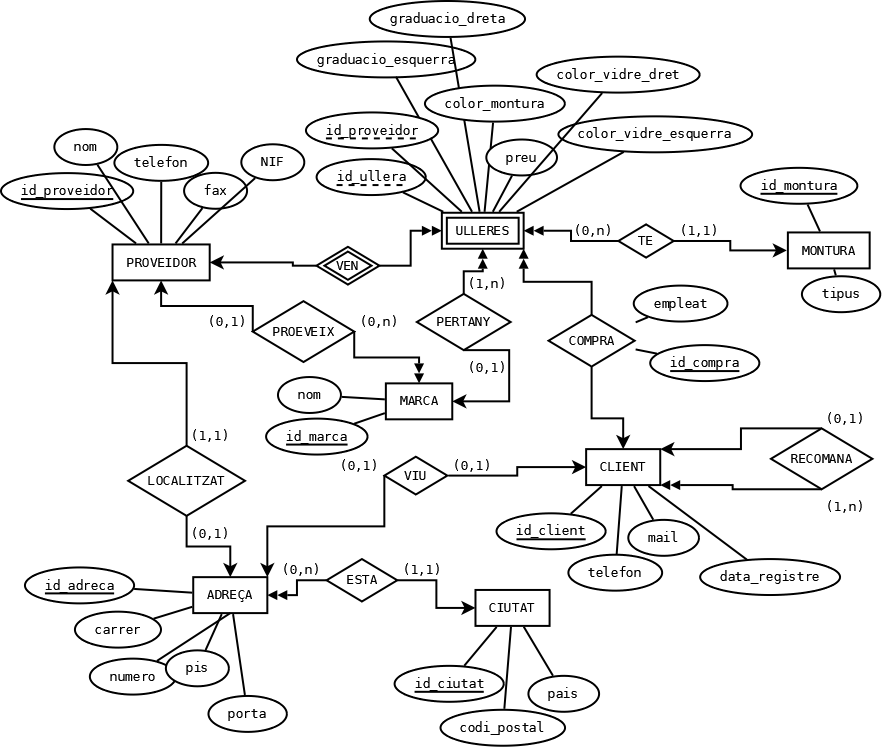 graduacio_dreta
graduacio_esquerra
color_vidre_dret
color_montura
id_proveidor
color_vidre_esquerra
nom
telefon
NIF
preu
id_proveidor
fax
id_ullera
id_montura
ULLERES
(0,n)
TE
(1,1)
MONTURA
PROVEIDOR
VEN
(1,n)
tipus
empleat
(0,1)
PROEVEIX
(0,n)
PERTANY
COMPRA
(0,1)
id_compra
nom
MARCA
id_marca
(0,1)
(1,1)
(0,1)
VIU
(0,1)
CLIENT
RECOMANA
LOCALITZAT
(1,n)
(0,1)
id_client
mail
telefon
data_registre
(0,n)
ESTA
(1,1)
id_adreca
ADREÇA
CIUTAT
carrer
numero
pis
id_ciutat
pais
porta
codi_postal